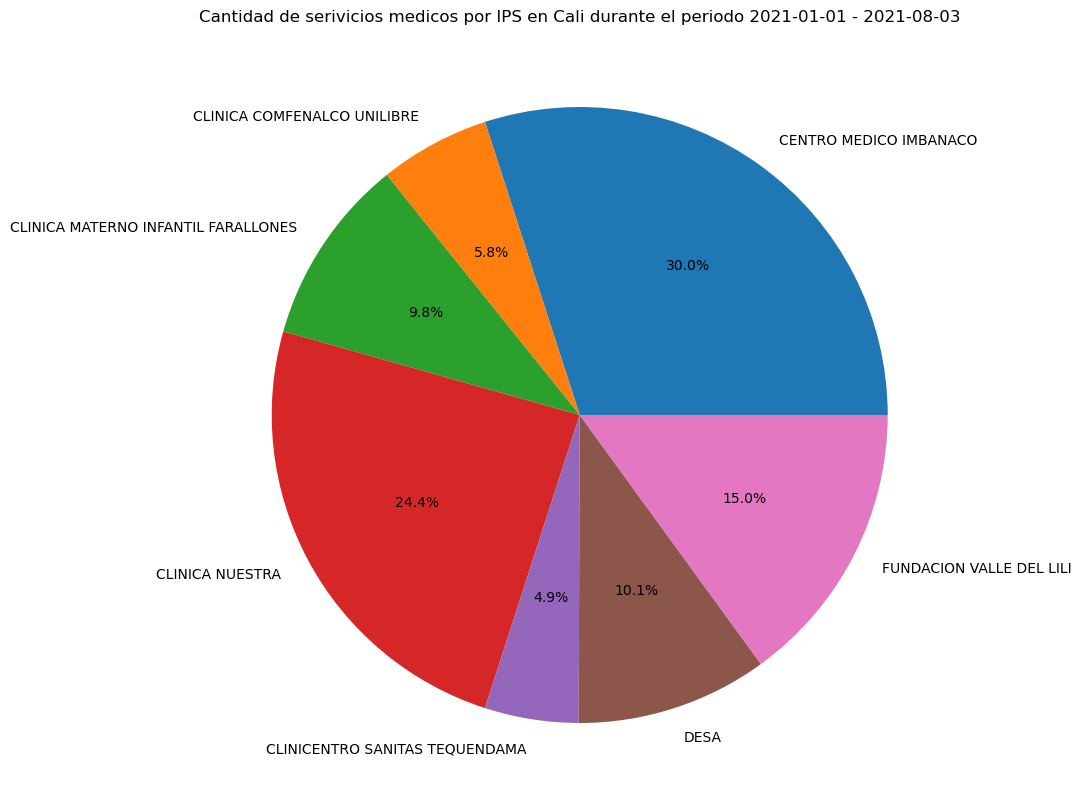 Cantidad de serivicios medicos por IPS en Cali durante el periodo 2021-01-01 - 2021-08-03
CLINICA COMFENALCO UNILIBRE
CENTRO MEDICO IMBANACO
CLINICA MATERNO INFANTIL FARALLONES
5.8%
30.0%
9.8%
24.4%
15.0%
CLINICA NUESTRA
FUNDACION VALLE DEL LILI
4.9%
10.1%
CLINICENTRO SANITAS TEQUENDAMA
DESA